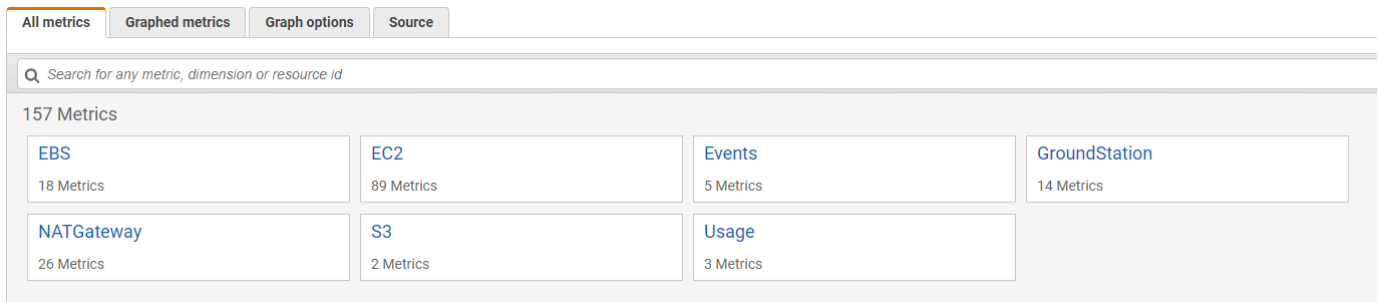 All metrics Graphed metrics Graph options Source
Search for any metric, dimension or resource id
157 Metrics
EBS EC2 Events GroundStation
18 Metrics 89 Metrics 5 Metrics 14 Metrics
NATGateway S3 Usage
26 Metrics 2 Metrics 3 Metrics